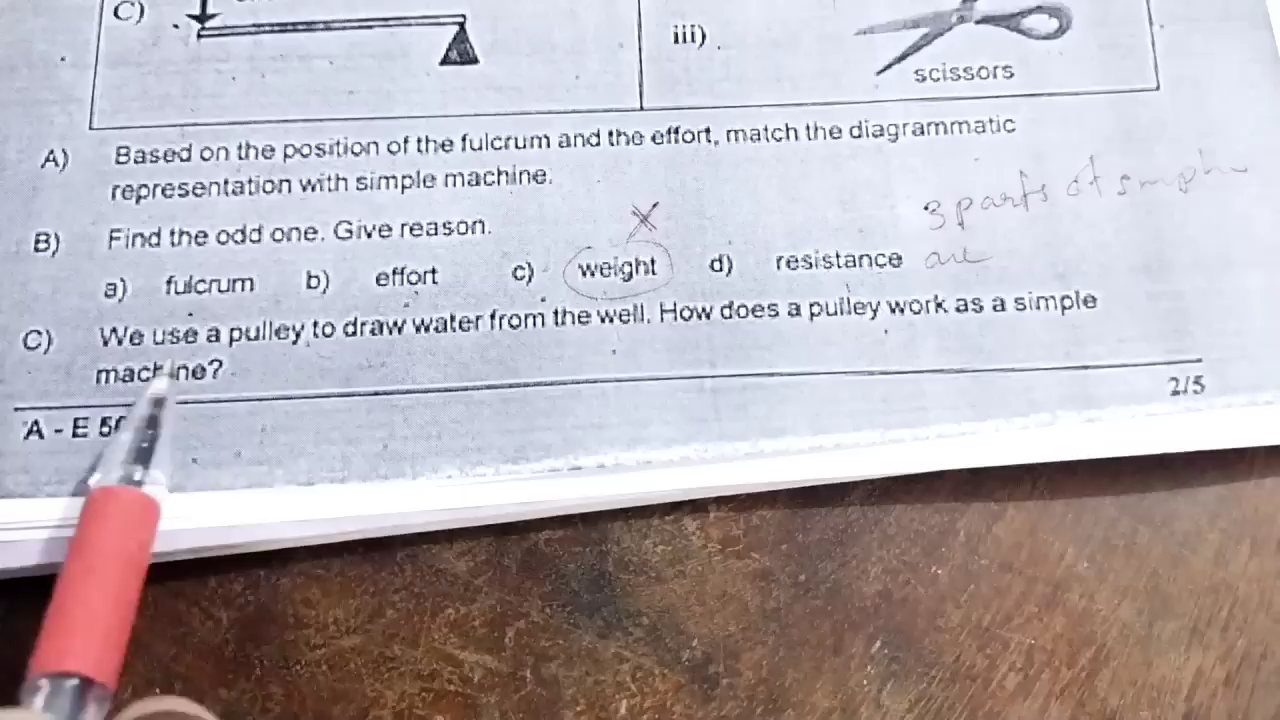 C)
iii)
scissors
A) Based on the position of the fulcrum and the effort, match the diagrammatic
representation with simple machine.
3 parts of
B) Find the odd one. Give reason.
a) fulcrum b) effort c) weight d) resistance are
C) We use a pulley to draw water from the well. How does a pulley work as a simple
machine?
2/5
A - E